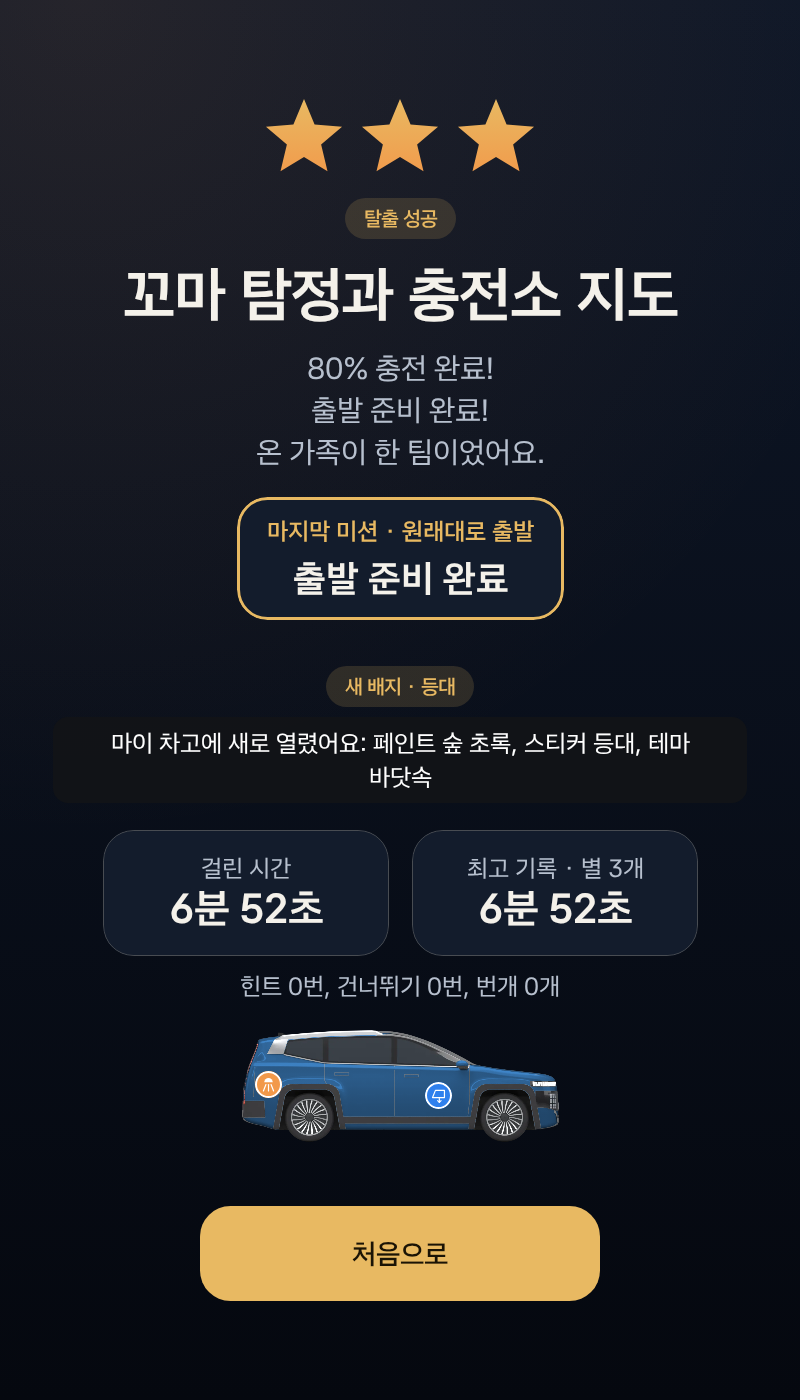 탈출 성공
꼬마 탐정과 충전소 지도
80% 충전 완료!
출발 준비 완료!
온 가족이 한 팀이었어요.
마지막 미션 · 원래대로 출발
출발 준비 완료
새 배지 · 등대
마이 차고에 새로 열렸어요: 페인트 숲 초록, 스티커 등대, 테마
바닷속
걸린 시간
6분 52초
최고 기록 · 별 3개
6분 52초
힌트 0번, 건너뛰기 0번, 번개 0개
처음으로